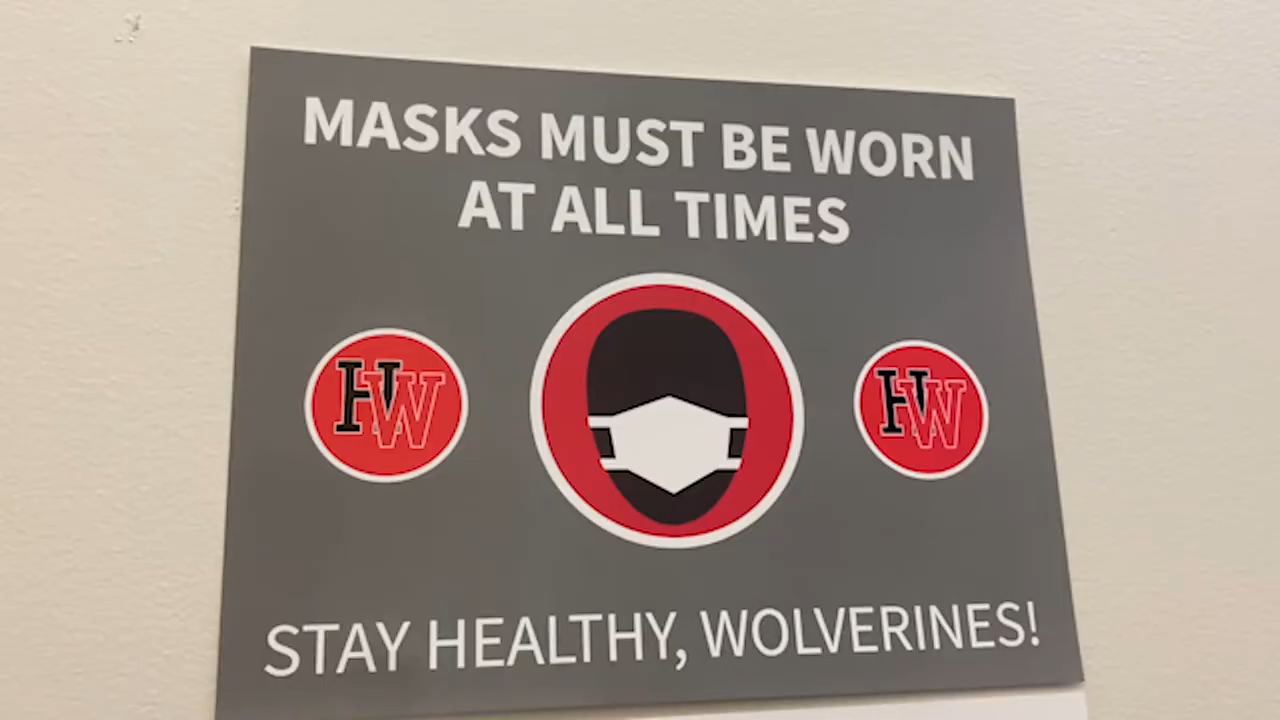 MASKS MUST BE WORN
AT ALL TIMES
HW
HW
STAY HEALTHY, WOLVERINES!